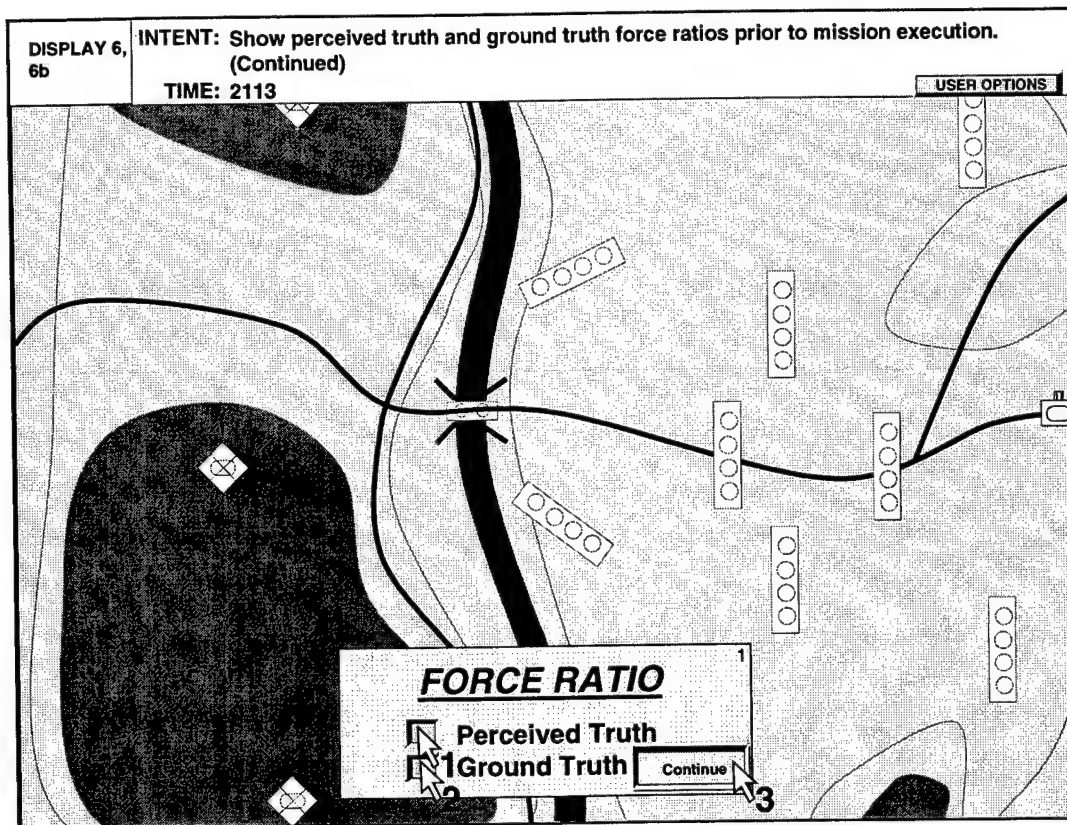 DISPLAY 6,
6b
INTENT: Show perceived truth and ground truth force ratios prior to mission execution.
(Continued)
TIME: 2113
USER OPTIONS
1
FORCE RATIO
Perceived Truth
1
Ground Truth
Continue
2
3